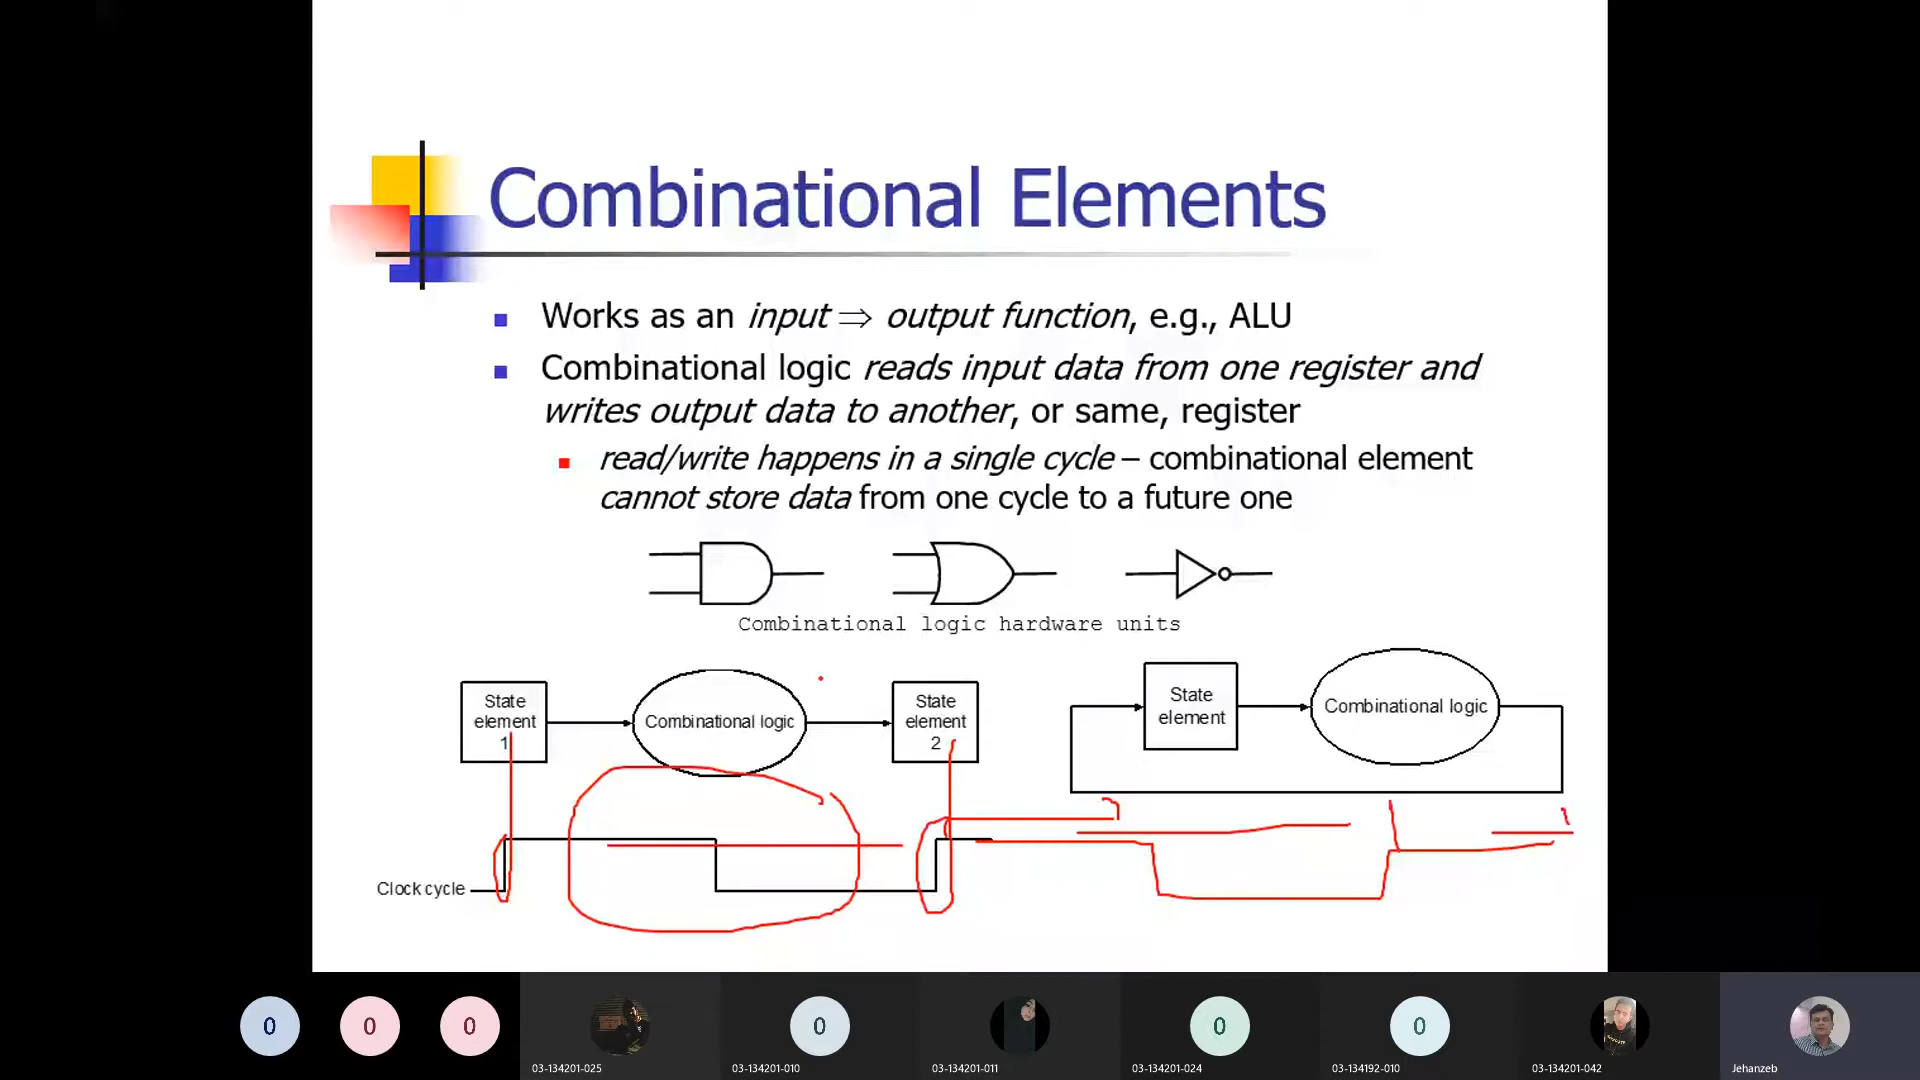 Combinational Elements
Works as an input ⇒ output function, e.g., ALU
Combinational logic reads input data from one register and
writes output data to another, or same, register
read/write happens in a single cycle – combinational element
cannot store data from one cycle to a future one
Combinational logic hardware units
State
element
1
Combinational logic
State
element
2
State
element
Combinational logic
Clock cycle
0
0
0
0
0
0
03-134201-025
03-134201-010
03-134201-011
03-134201-024
03-134192-010
03-134201-042
Jehanzeb